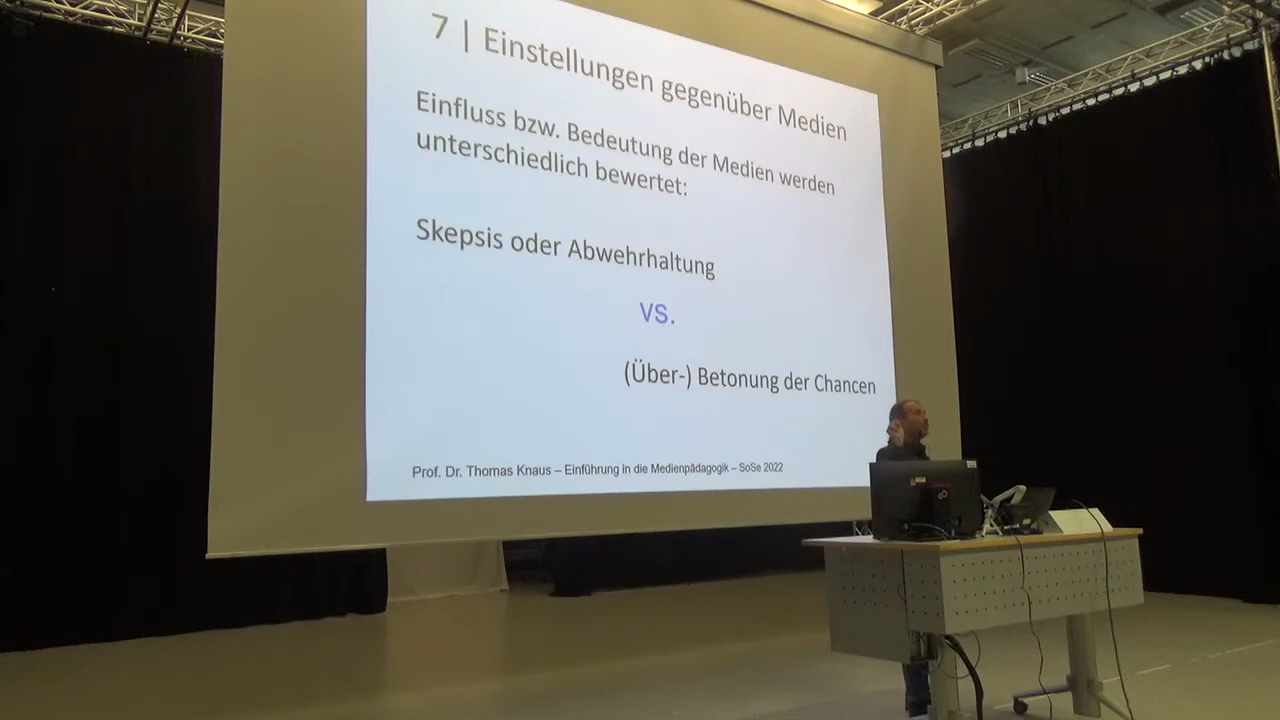 7 | Einstellungen gegenüber Medien
Einfluss bzw. Bedeutung der Medien werden
unterschiedlich bewertet:
Skepsis oder Abwehrhaltung
vs.
(Über-) Betonung der Chancen
Prof. Dr. Thomas Knaus – Einführung in die Medienpädagogik – SoSe 2022